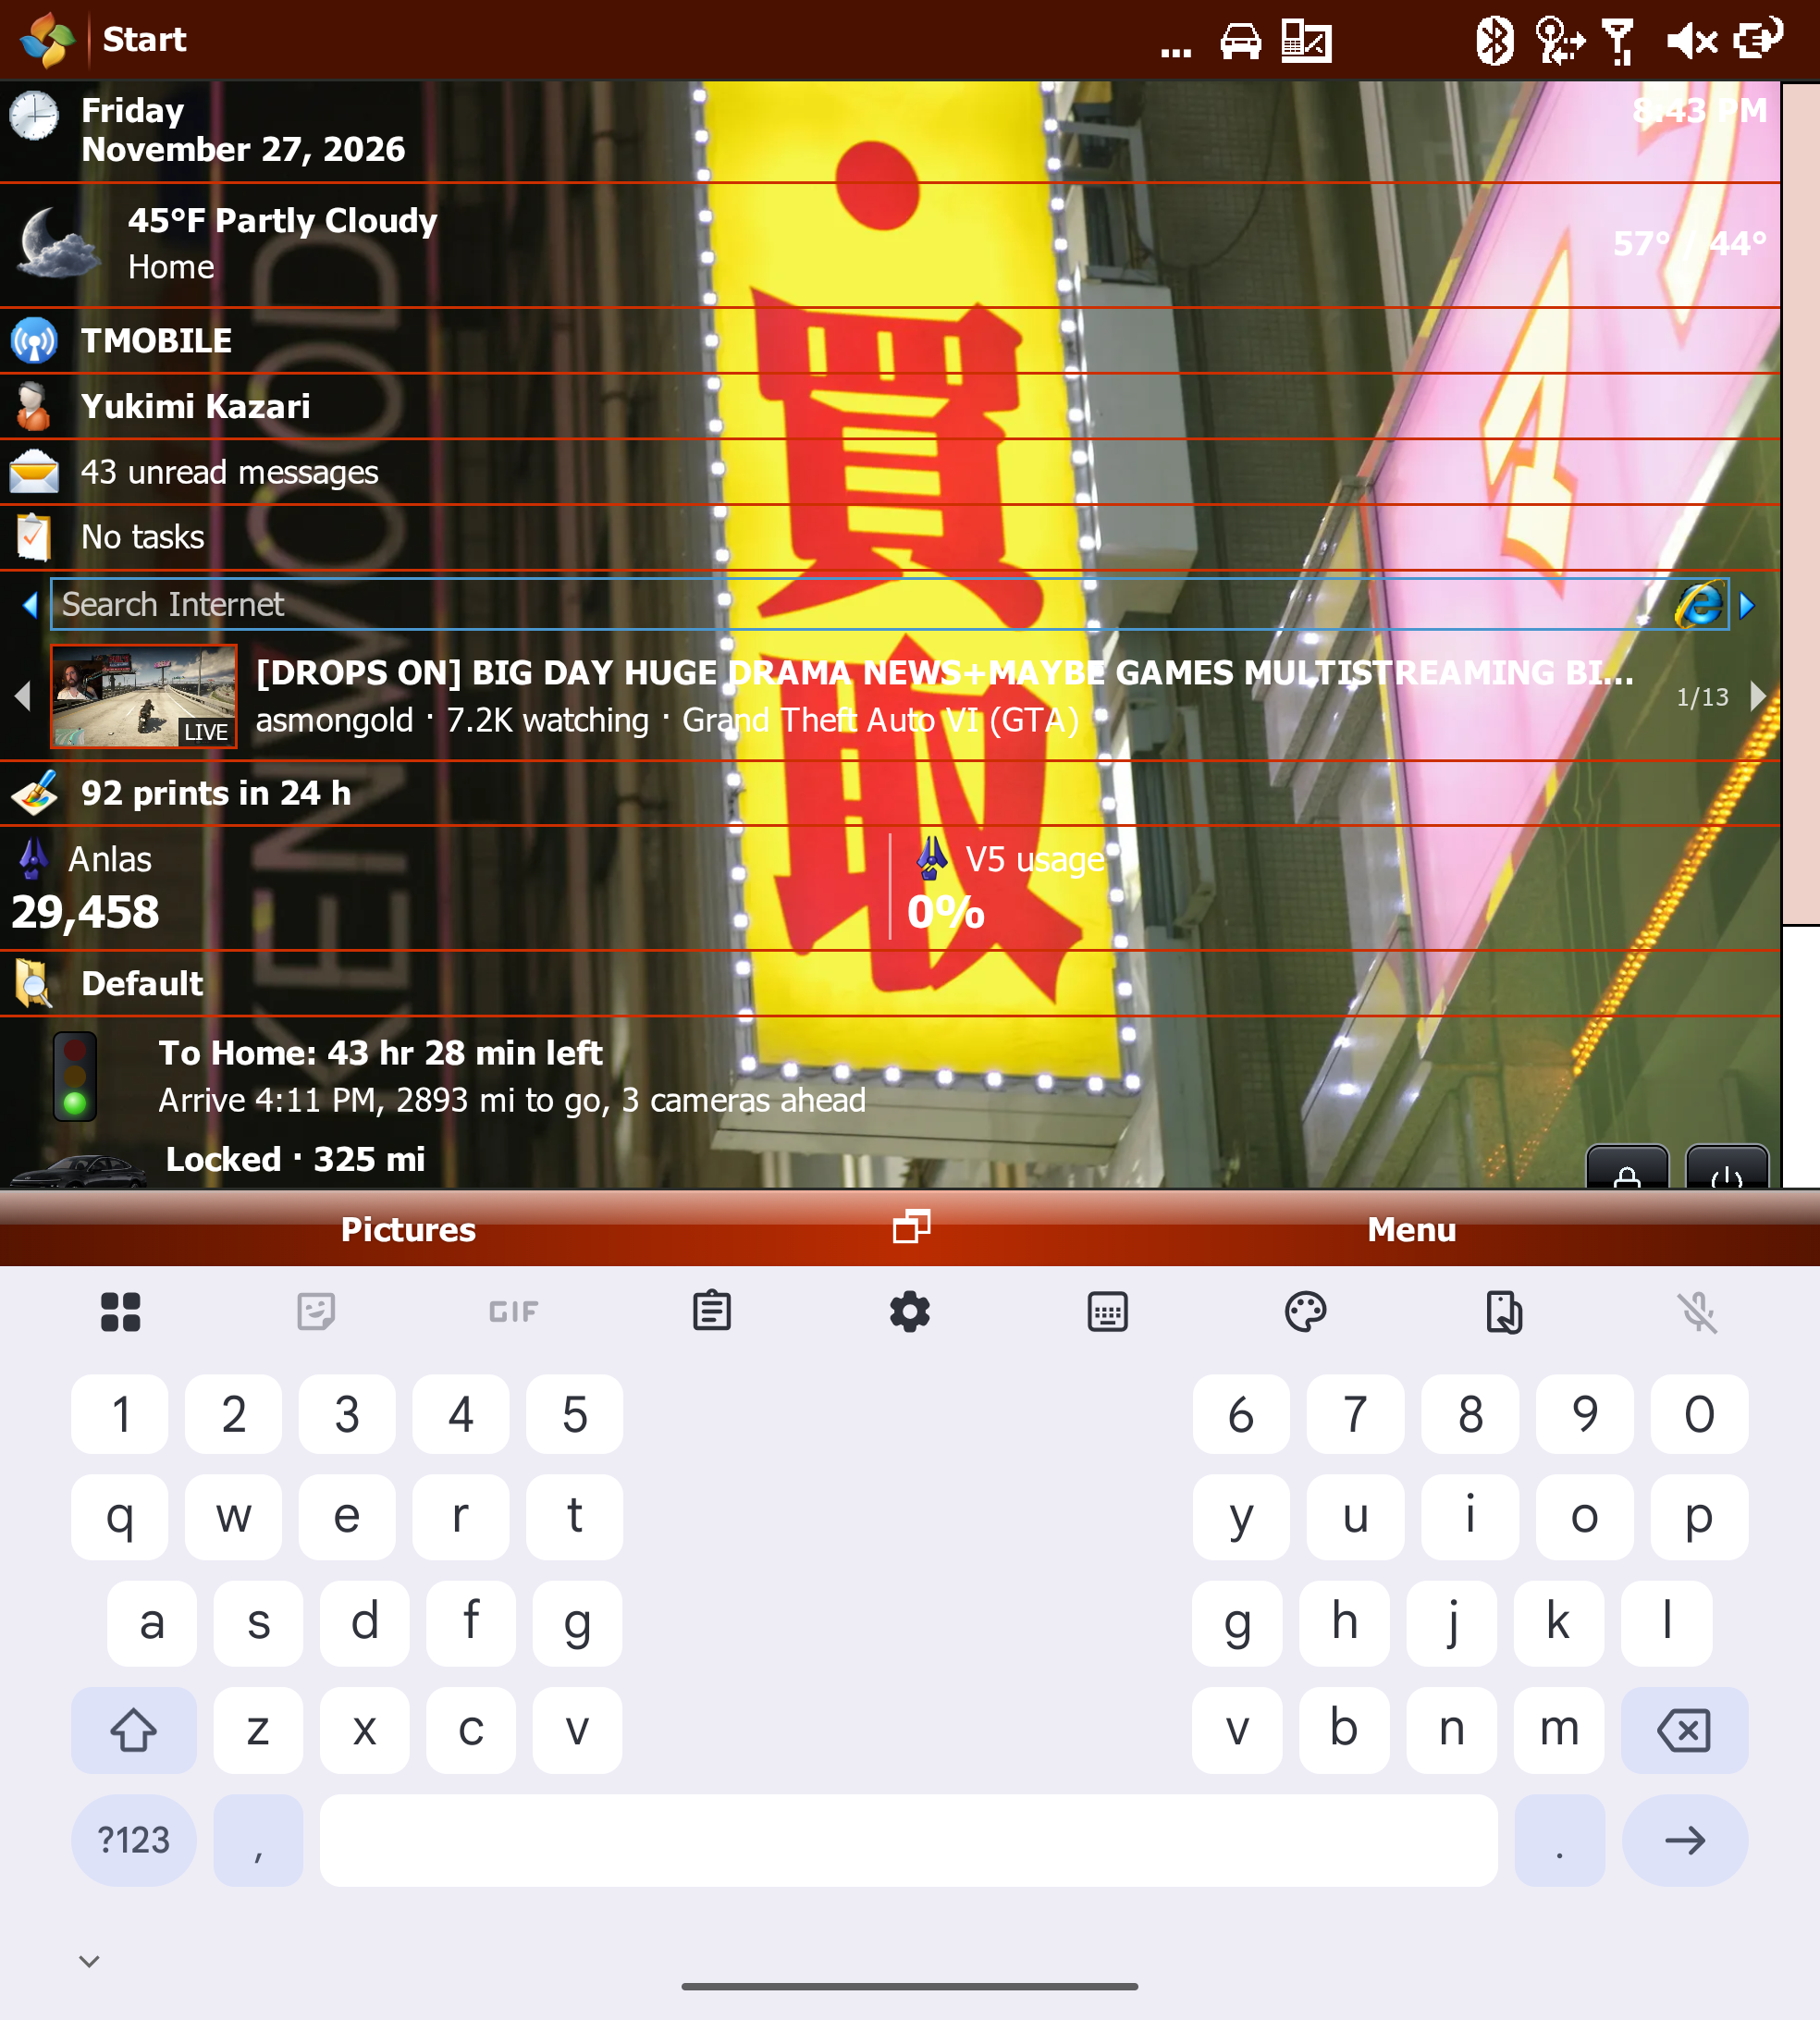 Start
...
Friday
November 27, 2026
8:43 PM
45°F Partly Cloudy
Home
57° / 44°
TMOBILE
Yukimi Kazari
43 unread messages
No tasks
Search Internet
[DROPS ON] BIG DAY HUGE DRAMA NEWS+MAYBE GAMES MULTISTREAMING BI...
asmongold · 7.2K watching · Grand Theft Auto VI (GTA)
1/13
LIVE
92 prints in 24 h
Anlas
29,458
V5 usage
0%
Default
To Home: 43 hr 28 min left
Arrive 4:11 PM, 2893 mi to go, 3 cameras ahead
Locked · 325 mi
KENWOOD
買取
Pictures
Menu
GIF
1 2 3 4 5 6 7 8 9 0
q w e r t y u i o p
a s d f g g h j k l
z x c v v b n m
?123 , .